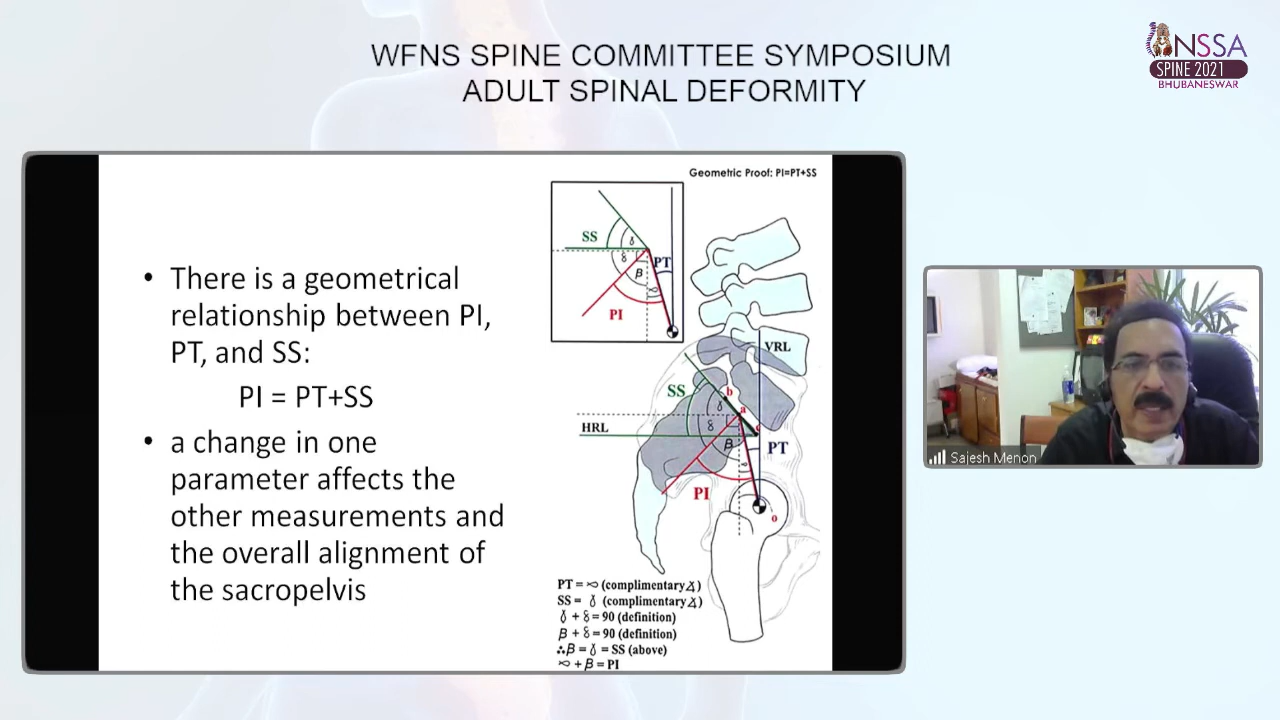 WFNS SPINE COMMITTEE SYMPOSIUM
ADULT SPINAL DEFORMITY
NSSA
SPINE 2021
BHUBANESWAR
• There is a geometrical
relationship between PI,
PT, and SS:
PI = PT+SS
• a change in one
parameter affects the
other measurements and
the overall alignment of
the sacropelvis
Geometric Proof: PI=PT+SS
SS
ɣ
δ
PT
β
∝
PI
VRL
SS
b
ɣ
a
HRL
δ
c
β
PT
∝
PI
o
PT = ∝ (complimentary∡)
SS = ɣ (complimentary∡)
ɣ + δ = 90 (definition)
β + δ = 90 (definition)
∴β = ɣ = SS (above)
∝ + β = PI
Sajesh Menon